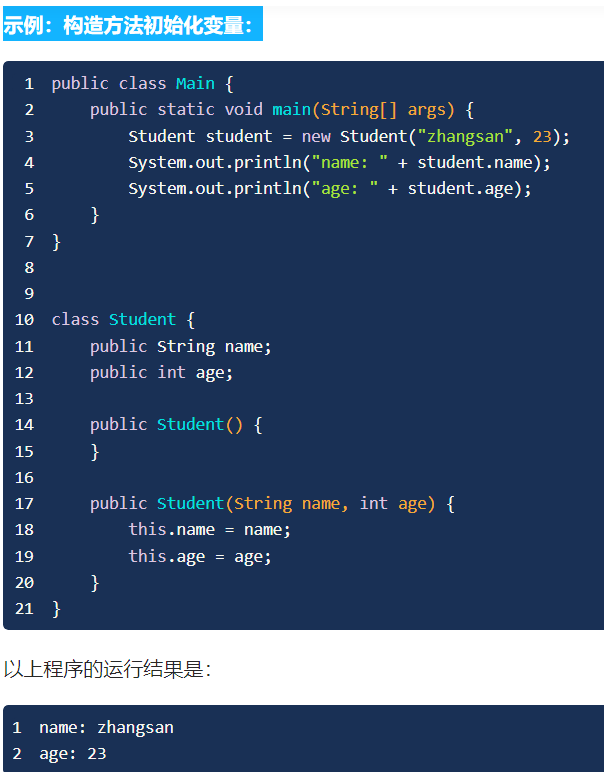 示例：构造方法初始化变量：
1 public class Main {
2     public static void main(String[] args) {
3         Student student = new Student("zhangsan", 23);
4         System.out.println("name: " + student.name);
5         System.out.println("age: " + student.age);
6     }
7 }
8
9
10 class Student {
11     public String name;
12     public int age;
13
14     public Student() {
15     }
16
17     public Student(String name, int age) {
18         this.name = name;
19         this.age = age;
20     }
21 }
以上程序的运行结果是：
1 name: zhangsan
2 age: 23